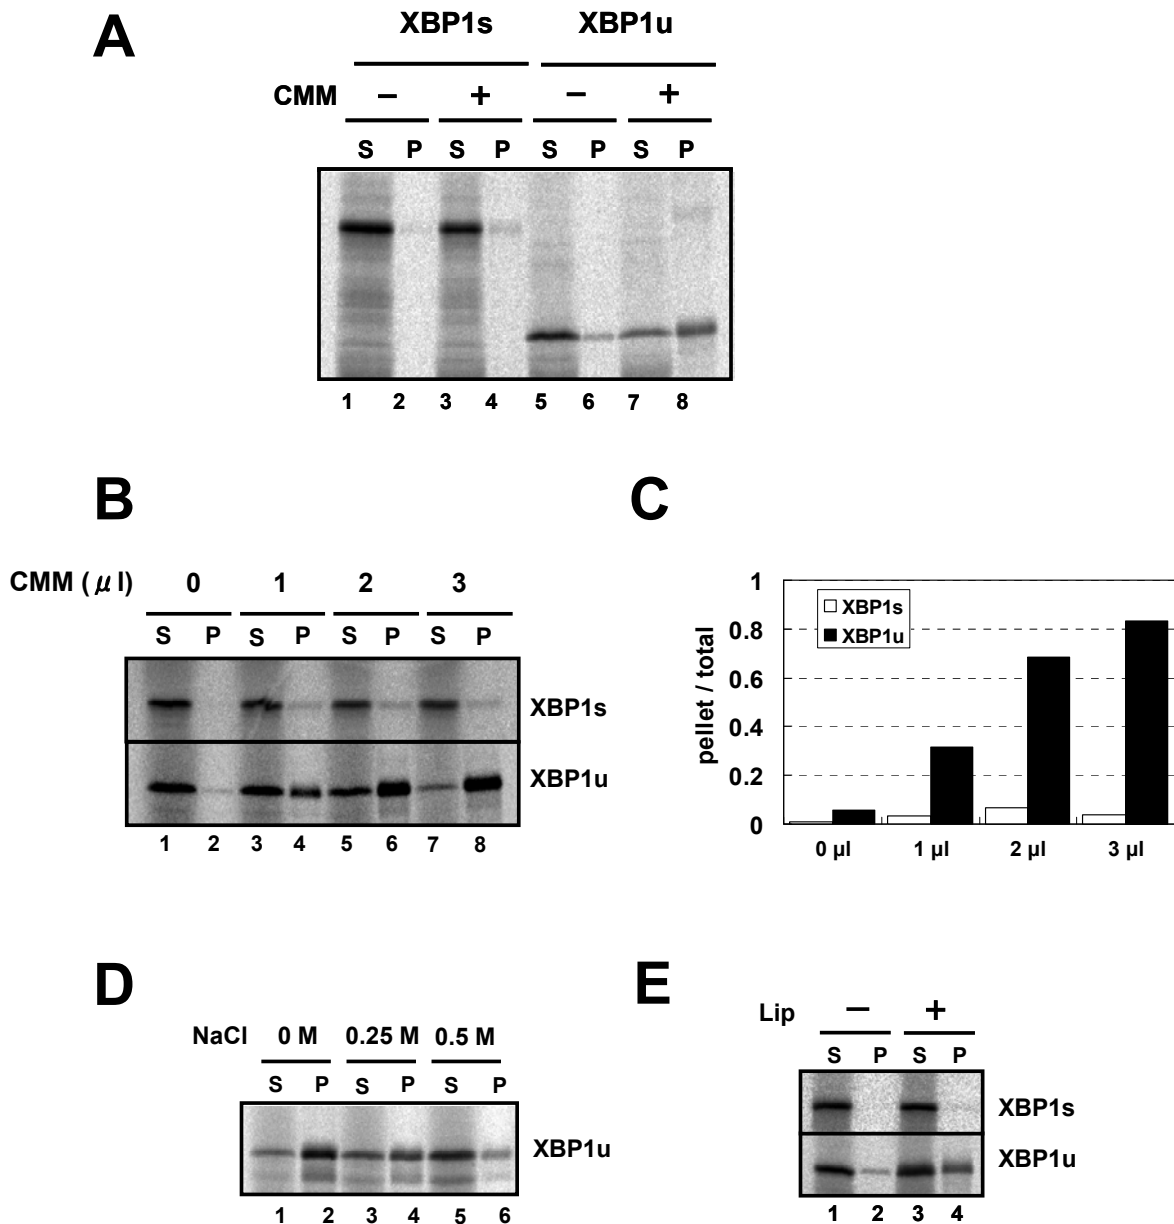 A
XBP1s XBP1u
CMM − + − +
S P S P S P S P
1 2 3 4 5 6 7 8
B
CMM (μl) 0 1 2 3
S P S P S P S P
XBP1s
XBP1u
1 2 3 4 5 6 7 8
C
1
0.8
0.6
0.4
0.2
0
pellet / total
XBP1s
XBP1u
0 μl 1 μl 2 μl 3 μl
D
NaCl 0 M 0.25 M 0.5 M
S P S P S P
XBP1u
1 2 3 4 5 6
E
Lip − +
S P S P
XBP1s
XBP1u
1 2 3 4